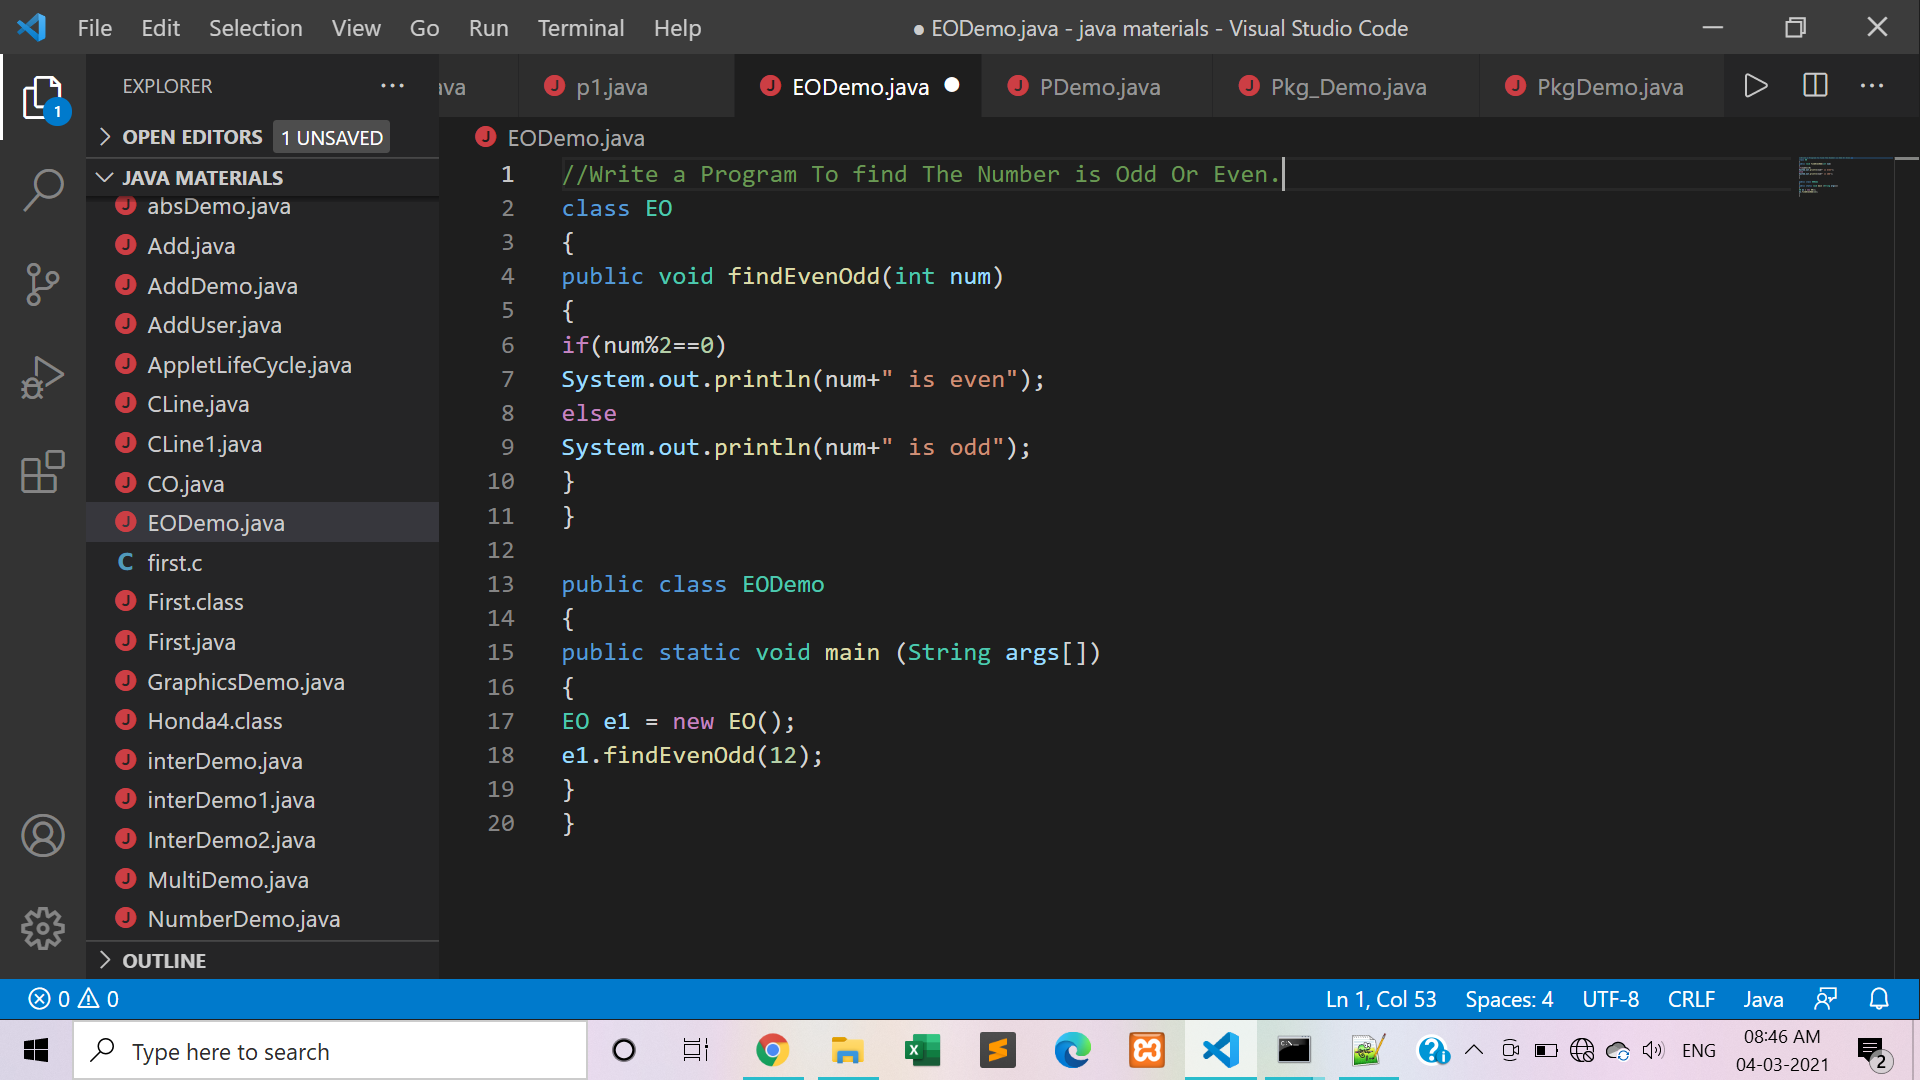 File Edit Selection View Go Run Terminal Help
● EODemo.java - java materials - Visual Studio Code
EXPLORER
OPEN EDITORS 1 UNSAVED
JAVA MATERIALS
absDemo.java
Add.java
AddDemo.java
AddUser.java
AppletLifeCycle.java
CLine.java
CLine1.java
CO.java
EODemo.java
C first.c
First.class
First.java
GraphicsDemo.java
Honda4.class
interDemo.java
interDemo1.java
InterDemo2.java
MultiDemo.java
NumberDemo.java
OUTLINE
1
ava p1.java EODemo.java PDemo.java Pkg_Demo.java PkgDemo.java
EODemo.java
1 //Write a Program To find The Number is Odd Or Even.
2 class EO
3 {
4 public void findEvenOdd(int num)
5 {
6 if(num%2==0)
7 System.out.println(num+" is even");
8 else
9 System.out.println(num+" is odd");
10 }
11 }
12
13 public class EODemo
14 {
15 public static void main (String args[])
16 {
17 EO e1 = new EO();
18 e1.findEvenOdd(12);
19 }
20 }
0 0
Ln 1, Col 53 Spaces: 4 UTF-8 CRLF Java
Type here to search
ENG
08:46 AM
04-03-2021
2